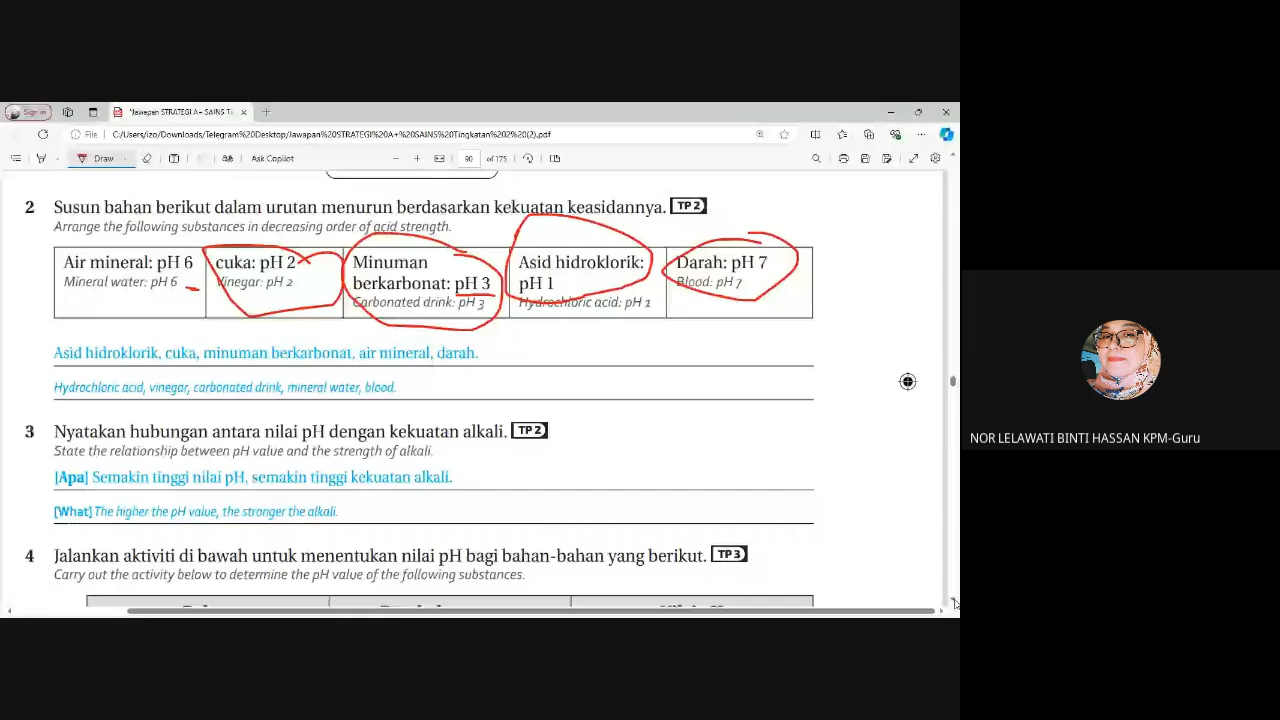 Sign in
*Jawapan STRATEGI A+ SAINS Ti
File
C:/Users/izo/Downloads/Telegram%20Desktop/Jawapan%20STRATEGI%20A+%20SAINS%20Tingkatan%202%20(2).pdf
Draw
Ask Copilot
90 of 175
2 Susun bahan berikut dalam urutan menurun berdasarkan kekuatan keasidannya. TP 2
Arrange the following substances in decreasing order of acid strength.
Air mineral: pH 6
Mineral water: pH 6
cuka: pH 2
Vinegar: pH 2
Minuman
berkarbonat: pH 3
Carbonated drink: pH 3
Asid hidroklorik:
pH 1
Hydrochloric acid: pH 1
Darah: pH 7
Blood: pH 7
Asid hidroklorik, cuka, minuman berkarbonat, air mineral, darah.
Hydrochloric acid, vinegar, carbonated drink, mineral water, blood.
3 Nyatakan hubungan antara nilai pH dengan kekuatan alkali. TP 2
State the relationship between pH value and the strength of alkali.
[Apa] Semakin tinggi nilai pH, semakin tinggi kekuatan alkali.
[What] The higher the pH value, the stronger the alkali.
4 Jalankan aktiviti di bawah untuk menentukan nilai pH bagi bahan-bahan yang berikut. TP 3
Carry out the activity below to determine the pH value of the following substances.
NOR LELAWATI BINTI HASSAN KPM-Guru